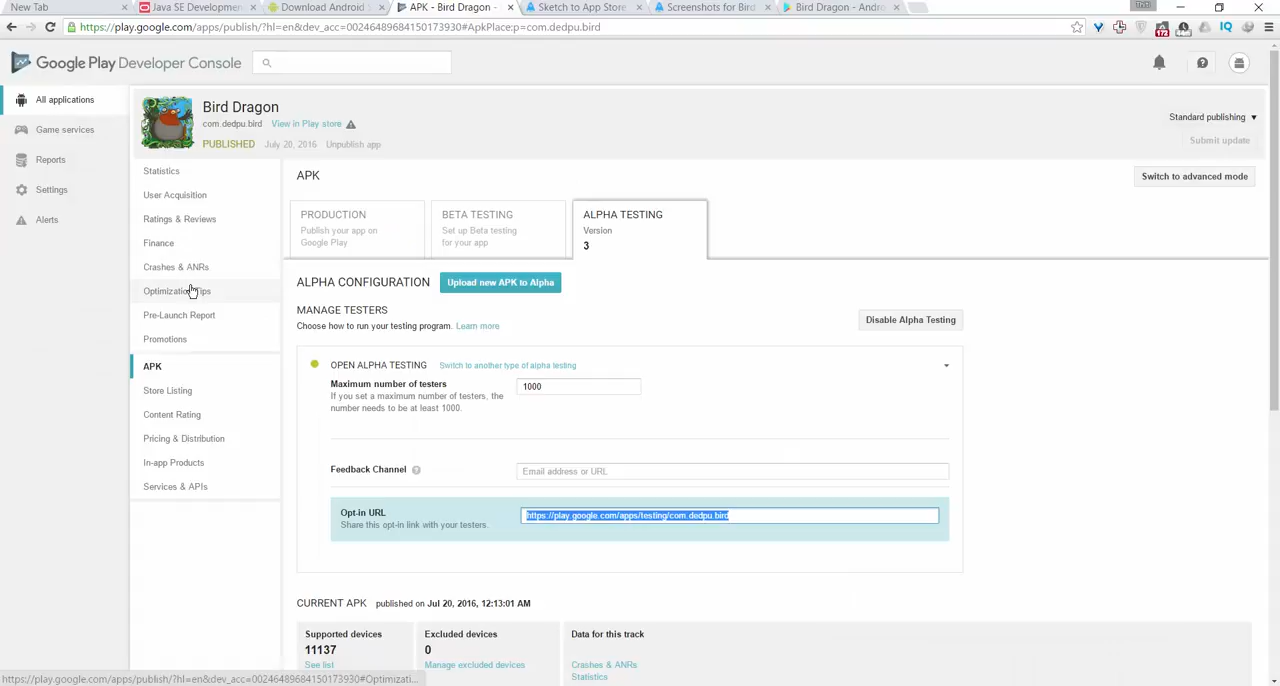 New Tab
Java SE Developmen
Download Android S
APK - Bird Dragon -
Sketch to App Store
Screenshots for Bird
Bird Dragon - Andro
https://play.google.com/apps/publish/?hl=en&dev_acc=00246489684150173930#ApkPlace:p=com.dedpu.bird
IQ
Google Play Developer Console
All applications
Game services
Reports
Settings
Alerts
Bird Dragon
com.dedpu.bird View in Play store
PUBLISHED July 20, 2016 Unpublish app
Standard publishing
Submit update
Statistics
User Acquisition
Ratings & Reviews
Finance
Crashes & ANRs
Optimization Tips
Pre-Launch Report
Promotions
APK
Store Listing
Content Rating
Pricing & Distribution
In-app Products
Services & APIs
APK
Switch to advanced mode
PRODUCTION
Publish your app on
Google Play
BETA TESTING
Set up Beta testing
for your app
ALPHA TESTING
Version
3
ALPHA CONFIGURATION
Upload new APK to Alpha
MANAGE TESTERS
Choose how to run your testing program. Learn more
Disable Alpha Testing
OPEN ALPHA TESTING Switch to another type of alpha testing
Maximum number of testers
If you set a maximum number of testers, the
number needs to be at least 1000.
1000
Feedback Channel
Email address or URL
Opt-in URL
Share this opt-in link with your testers.
https://play.google.com/apps/testing/com.dedpu.bird
CURRENT APK published on Jul 20, 2016, 12:13:01 AM
Supported devices
11137
See list
Excluded devices
0
Manage excluded devices
Data for this track
Crashes & ANRs
Statistics
https://play.google.com/apps/publish/?hl=en&dev_acc=00246489684150173930#Optimizati...